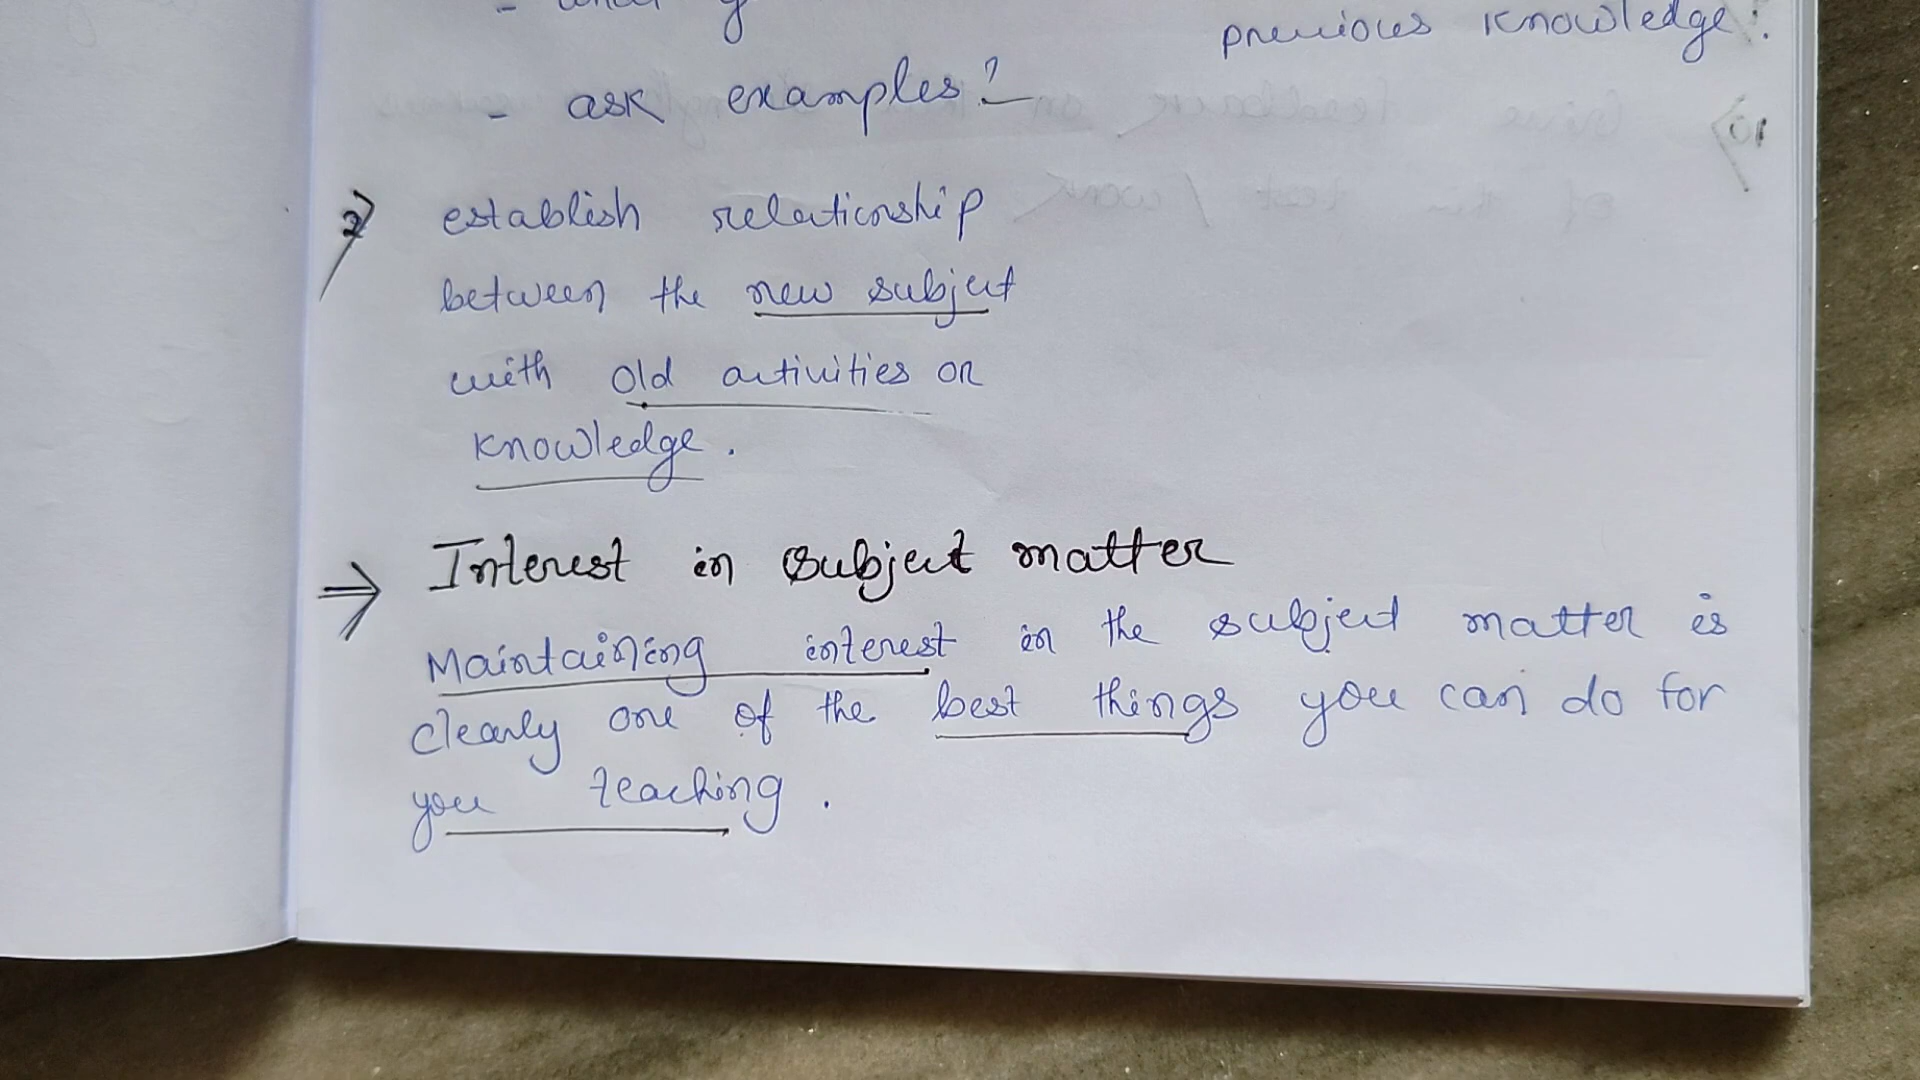 previous knowledge:
- ask examples?
2) establish relationship
between the new subject
with old activities or
knowledge.
⇒ Interest in subject matter
Maintaining interest in the subject matter is
clearly one of the best things you can do for
you teaching.